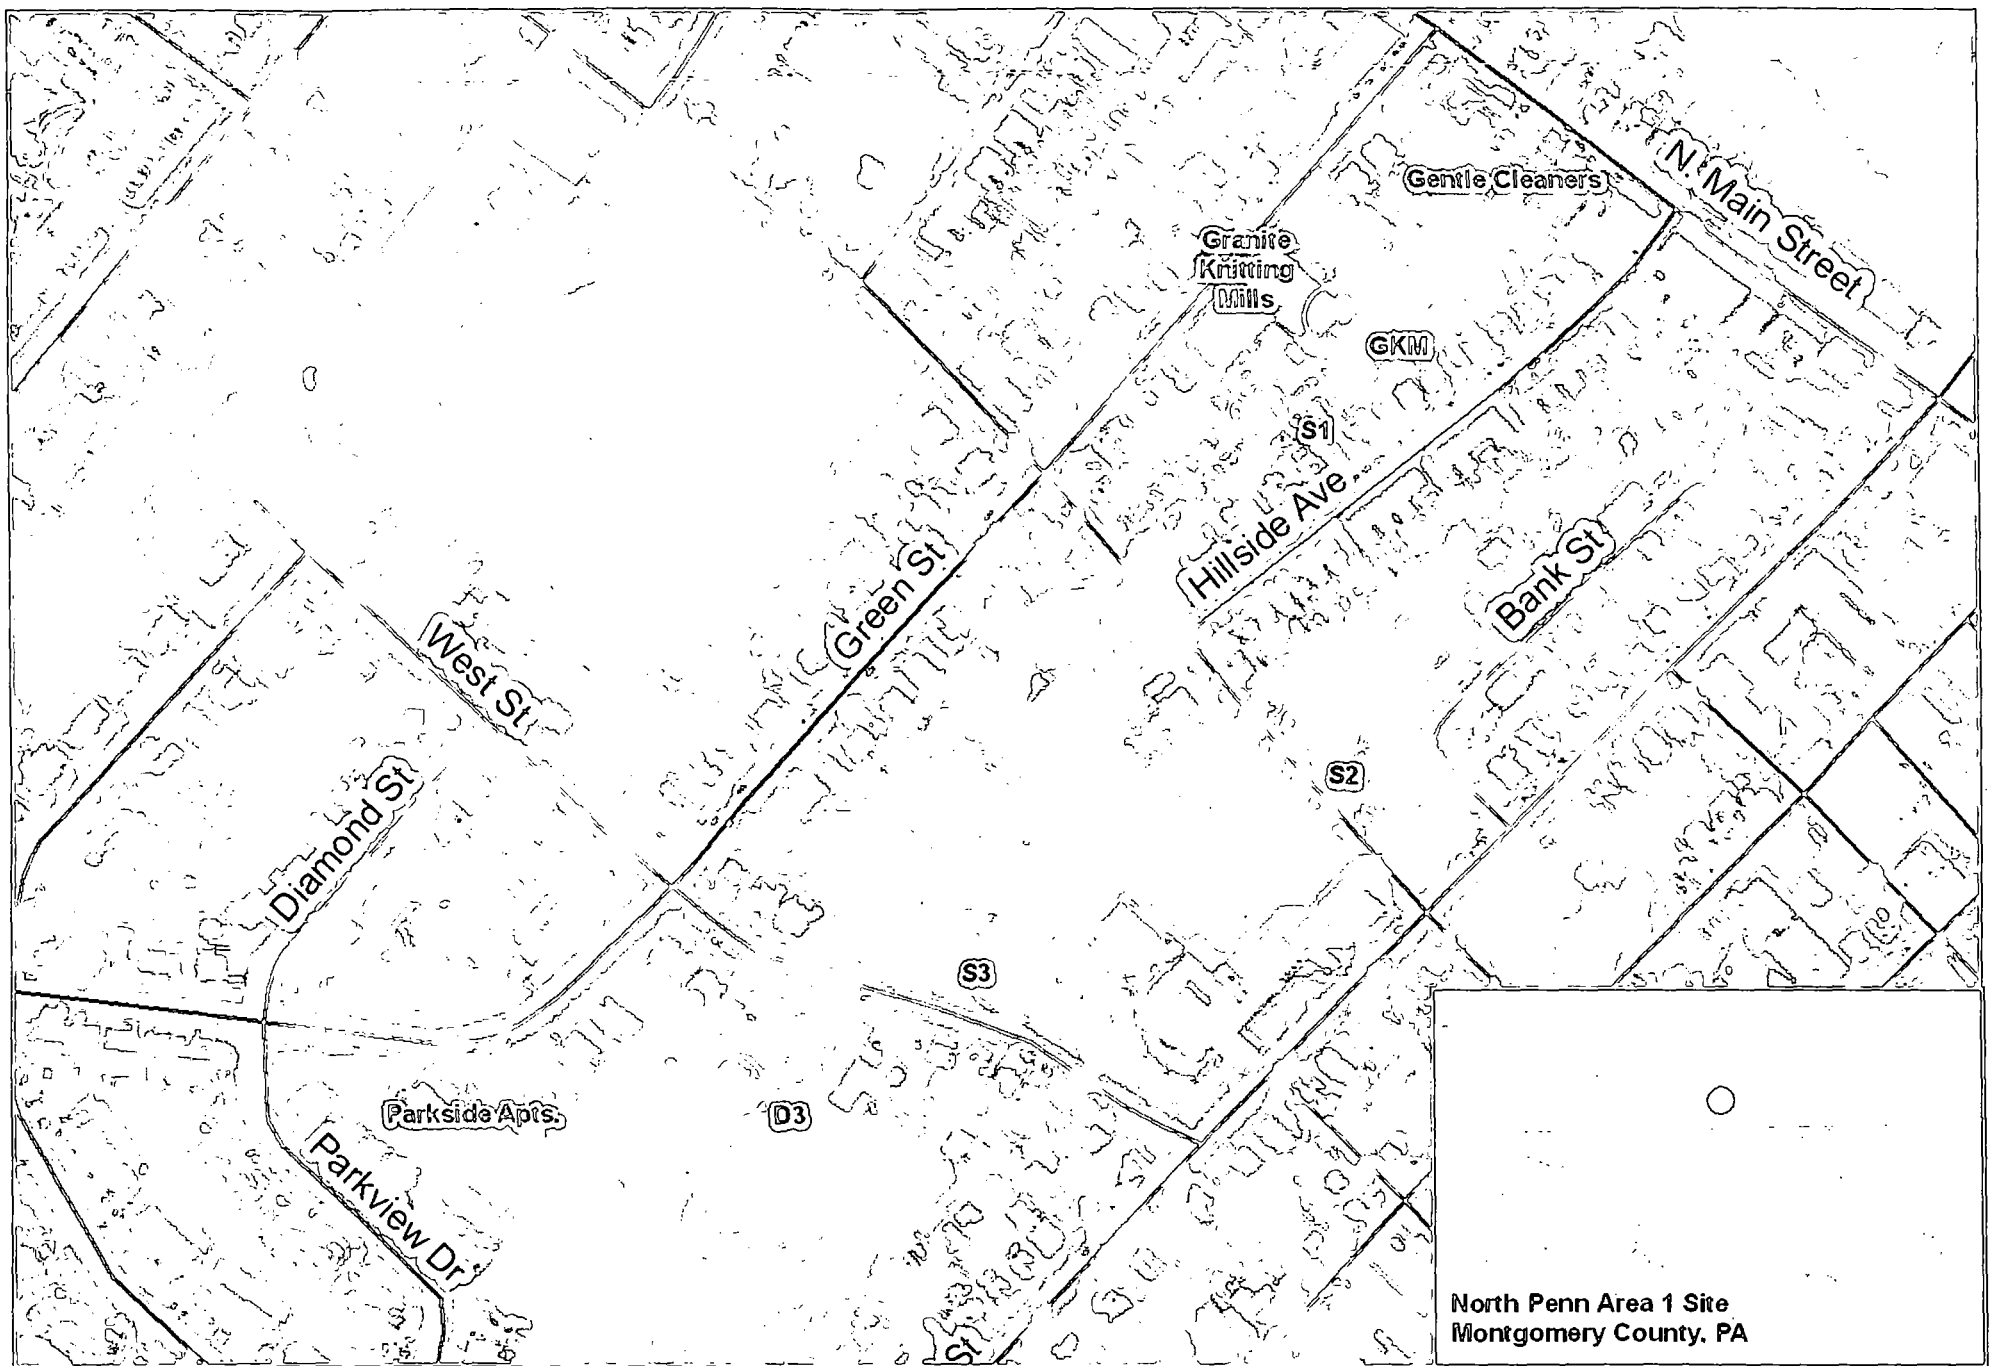 N. Main Street
Gentle Cleaners
Granite
Knitting
Mills
GKM
S1
Hillside Ave
Bank St
Green St
West St
S2
Diamond St
S3
Parkside Apts.
D3
Parkview Dr
St
North Penn Area 1 Site
Montgomery County, PA